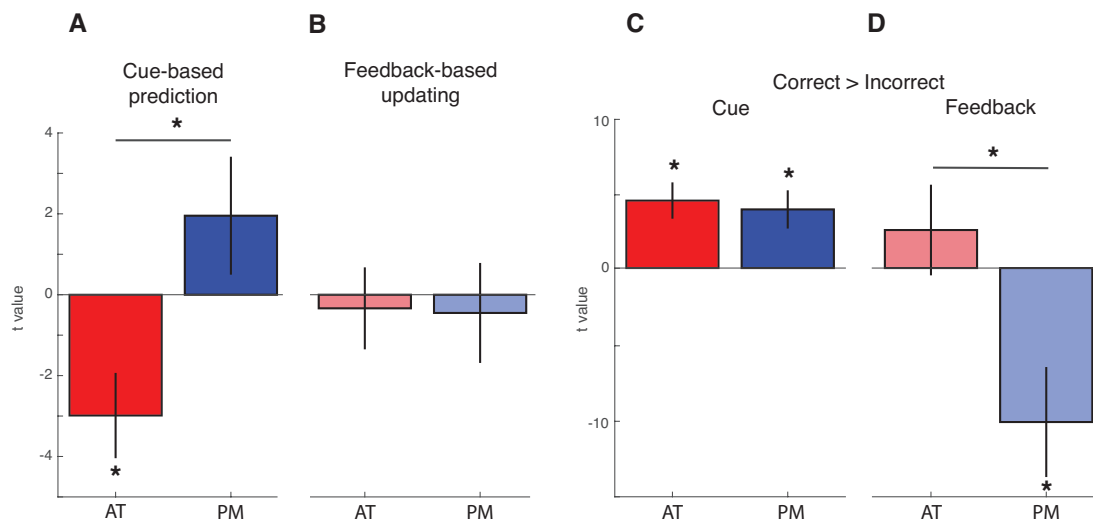 A
B
C
D
Cue-based
prediction
Feedback-based
updating
Correct > Incorrect
Cue
Feedback
*
*
*
*
*
*
4
2
0
-2
-4
t value
10
0
-10
t value
AT
PM
AT
PM
AT
PM
AT
PM